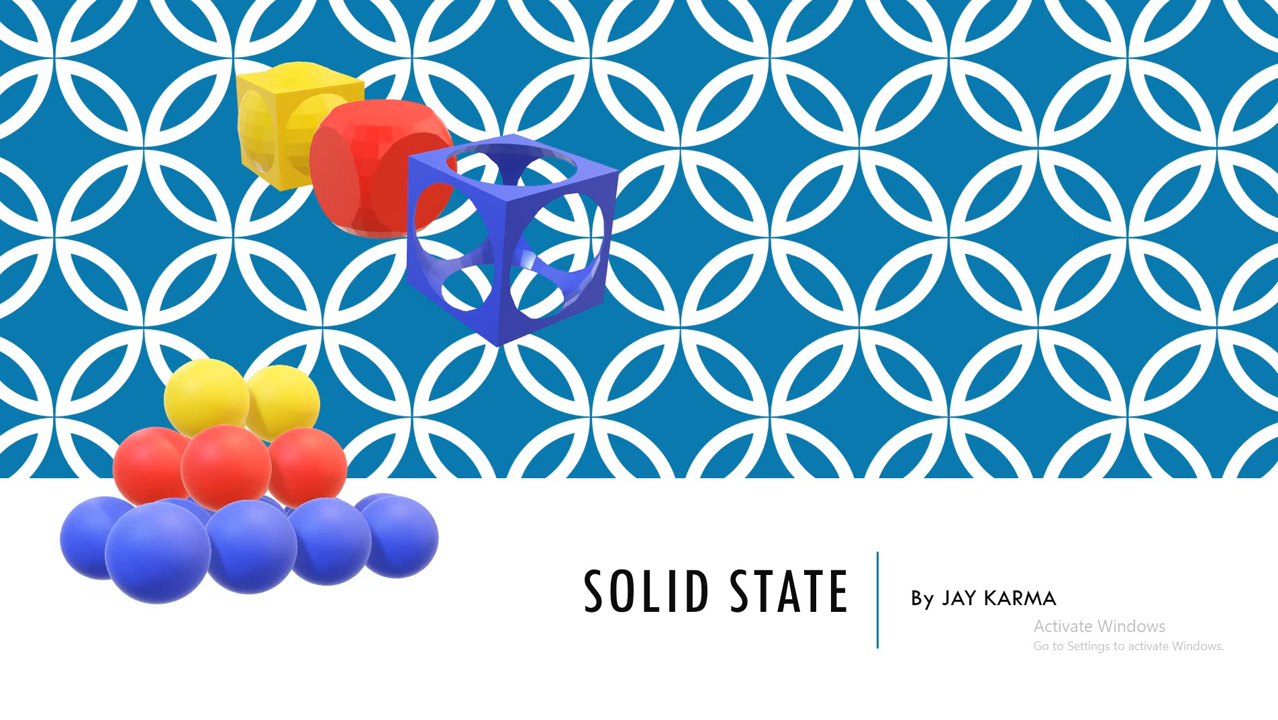 SOLID STATE
By JAY KARMA
Activate Windows
Go to Settings to activate Windows.